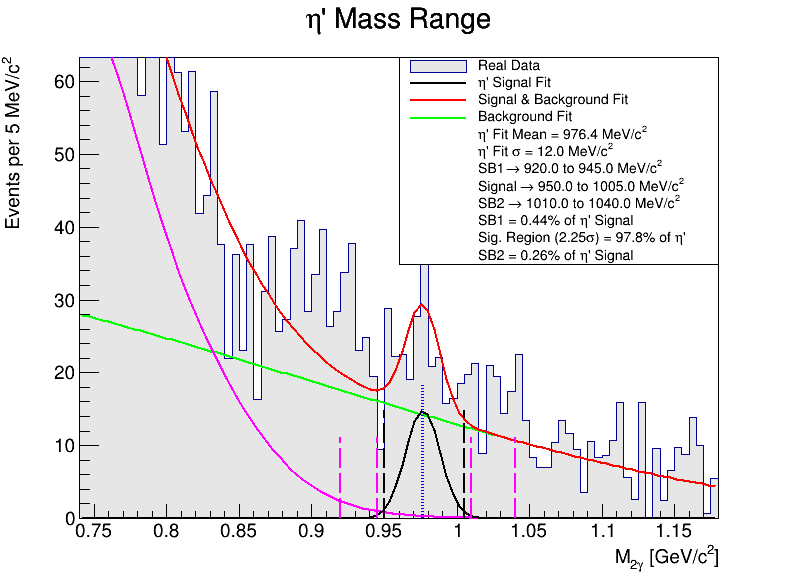 η' Mass Range
Events per 5 MeV/c²
60
50
40
30
20
10
0
Real Data
η' Signal Fit
Signal & Background Fit
Background Fit
η' Fit Mean = 976.4 MeV/c²
η' Fit σ = 12.0 MeV/c²
SB1 → 920.0 to 945.0 MeV/c²
Signal → 950.0 to 1005.0 MeV/c²
SB2 → 1010.0 to 1040.0 MeV/c²
SB1 = 0.44% of η' Signal
Sig. Region (2.25σ) = 97.8% of η'
SB2 = 0.26% of η' Signal
0.75 0.8 0.85 0.9 0.95 1 1.05 1.1 1.15
M₂γ [GeV/c²]